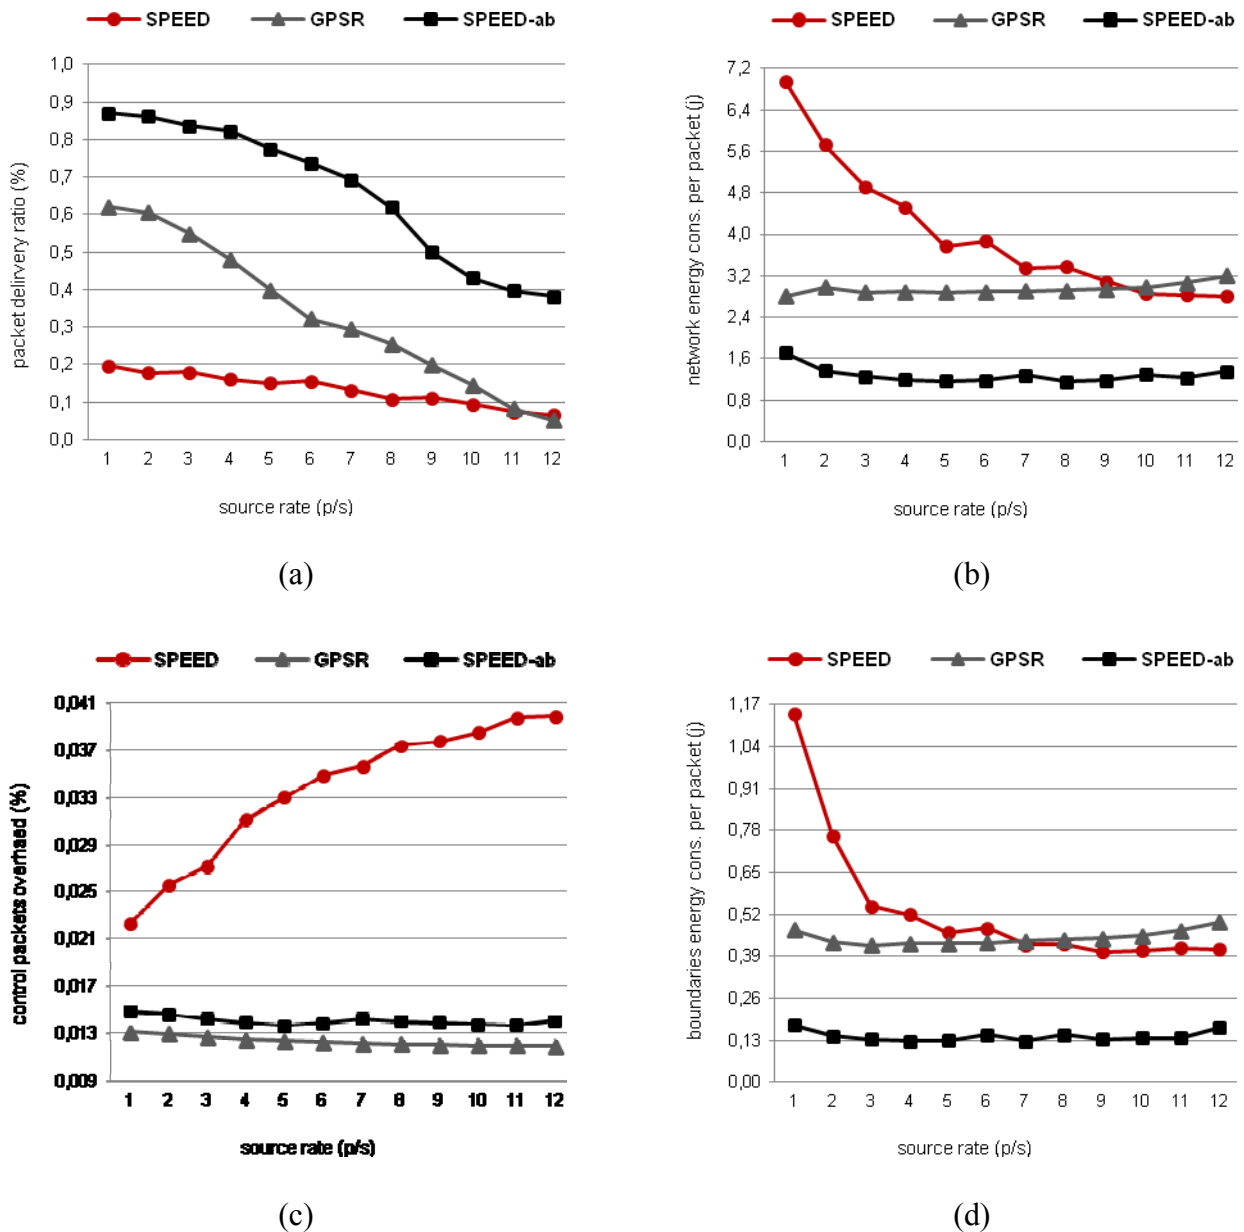 SPEED GPSR SPEED-ab
packet delirvery ratio (%)
1,0
0,9
0,8
0,7
0,6
0,5
0,4
0,3
0,2
0,1
0,0
1 2 3 4 5 6 7 8 9 10 11 12
source rate (p/s)
(a)
SPEED GPSR SPEED-ab
network energy cons. per packet (j)
7,2
6,4
5,6
4,8
4,0
3,2
2,4
1,6
0,8
0,0
1 2 3 4 5 6 7 8 9 10 11 12
source rate (p/s)
(b)
SPEED GPSR SPEED-ab
control packets overhaed (%)
0,041
0,037
0,033
0,029
0,025
0,021
0,017
0,013
0,009
1 2 3 4 5 6 7 8 9 10 11 12
source rate (p/s)
(c)
SPEED GPSR SPEED-ab
boundaries energy cons. per packet (j)
1,17
1,04
0,91
0,78
0,65
0,52
0,39
0,26
0,13
0,00
1 2 3 4 5 6 7 8 9 10 11 12
source rate (p/s)
(d)